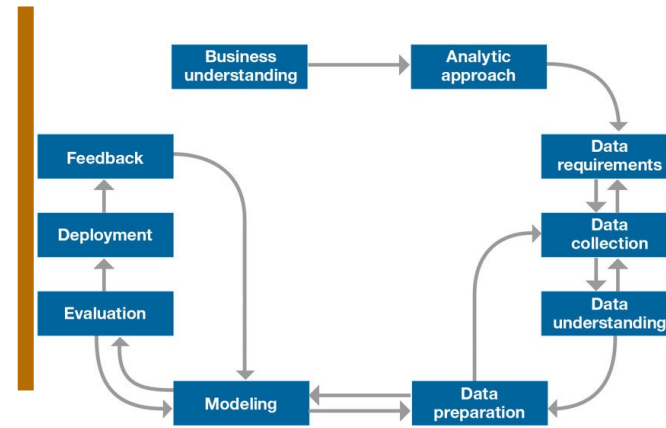 Business
understanding
Analytic
approach
Feedback
Data
requirements
Deployment
Data
collection
Evaluation
Data
understanding
Modeling
Data
preparation